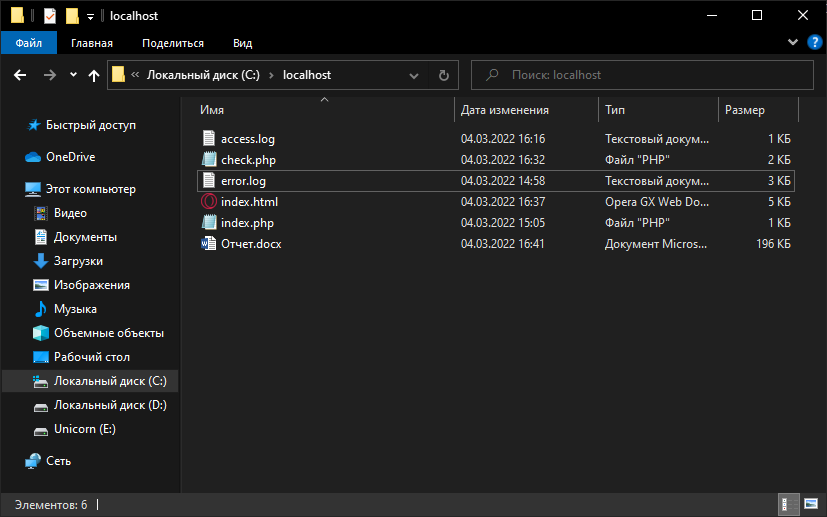 localhost
Файл Главная Поделиться Вид
« Локальный диск (C:) › localhost Поиск: localhost
Имя Дата изменения Тип Размер
Быстрый доступ
OneDrive
Этот компьютер
Видео
Документы
Загрузки
Изображения
Музыка
Объемные объекты
Рабочий стол
Локальный диск (C:)
Локальный диск (D:)
Unicorn (E:)
Сеть
access.log 04.03.2022 16:16 Текстовый докум... 1 КБ
check.php 04.03.2022 16:32 Файл "PHP" 2 КБ
error.log 04.03.2022 14:58 Текстовый докум... 3 КБ
index.html 04.03.2022 16:37 Opera GX Web Do... 5 КБ
index.php 04.03.2022 15:05 Файл "PHP" 1 КБ
Отчет.docx 04.03.2022 16:41 Документ Micros... 196 КБ
Элементов: 6